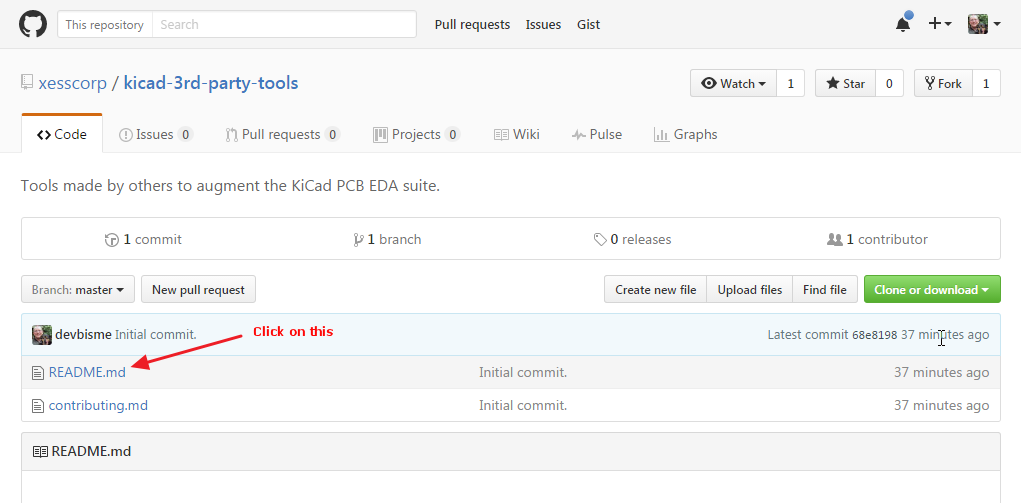 This repository Search Pull requests Issues Gist
xesscorp / kicad-3rd-party-tools Watch 1 Star 0 Fork 1
Code Issues 0 Pull requests 0 Projects 0 Wiki Pulse Graphs
Tools made by others to augment the KiCad PCB EDA suite.
1 commit 1 branch 0 releases 1 contributor
Branch: master New pull request Create new file Upload files Find file Clone or download
devbisme Initial commit. Click on this Latest commit 68e8198 37 minutes ago
README.md Initial commit. 37 minutes ago
contributing.md Initial commit. 37 minutes ago
README.md